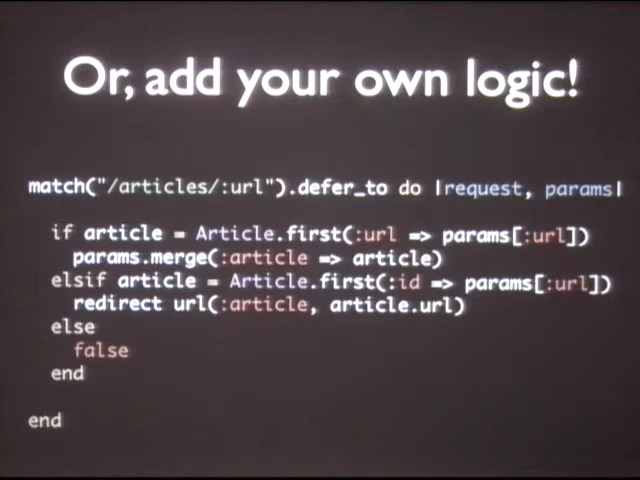 Or, add your own logic!
match("/articles/:url").defer_to do |request, params|
if article = Article.first(:url => params[:url])
params.merge(:article => article)
elsif article = Article.first(:id => params[:url])
redirect url(:article, article.url)
else
false
end
end